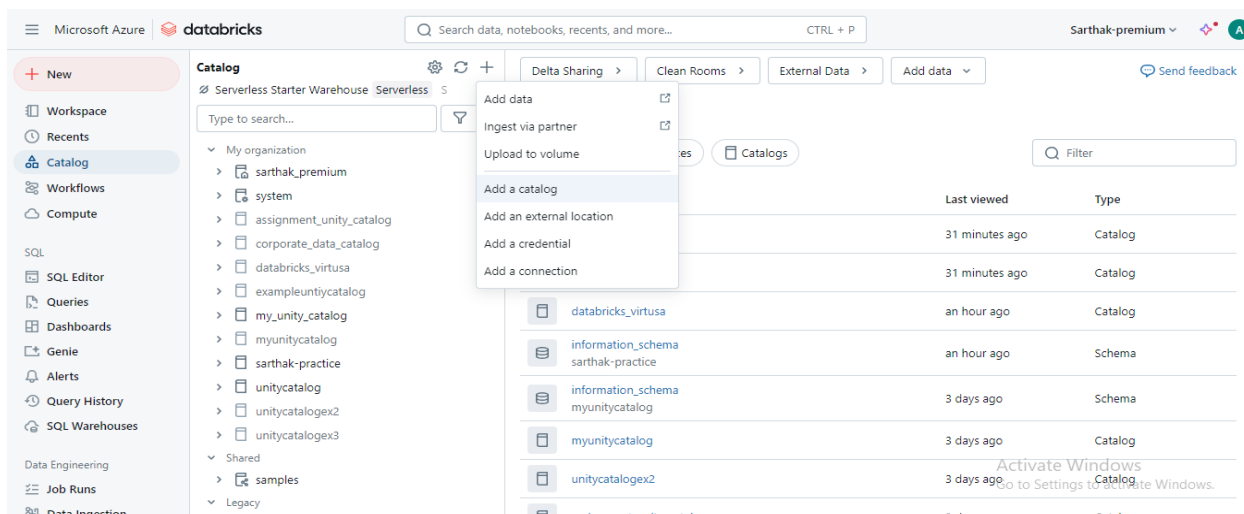 Microsoft Azure databricks
Search data, notebooks, recents, and more... CTRL + P
Sarthak-premium
A
New
Workspace
Recents
Catalog
Workflows
Compute
SQL
SQL Editor
Queries
Dashboards
Genie
Alerts
Query History
SQL Warehouses
Data Engineering
Job Runs
Data Ingestion
Catalog
Serverless Starter Warehouse Serverless S
Type to search...
My organization
sarthak_premium
system
assignment_unity_catalog
corporate_data_catalog
databricks_virtusa
exampleuntiycatalog
my_unity_catalog
myunitycatalog
sarthak-practice
unitycatalog
unitycatalogex2
unitycatalogex3
Shared
samples
Legacy
Add data
Ingest via partner
Upload to volume
Add a catalog
Add an external location
Add a credential
Add a connection
Delta Sharing > Clean Rooms > External Data > Add data
Send feedback
Catalogs
Filter
Last viewed Type
31 minutes ago Catalog
31 minutes ago Catalog
databricks_virtusa an hour ago Catalog
information_schema
sarthak-practice
an hour ago Schema
information_schema
myunitycatalog
3 days ago Schema
myunitycatalog 3 days ago Catalog
unitycatalogex2 3 days ago Catalog
Activate Windows
Go to Settings to activate Windows.